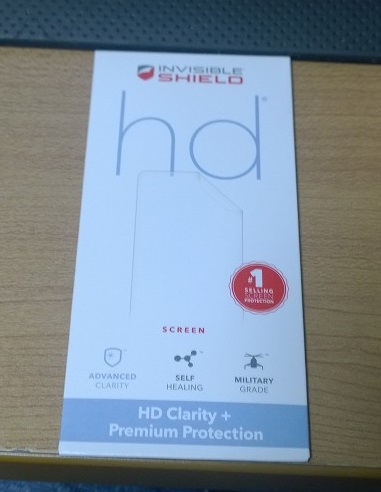 INVISIBLE
SHIELD
hd
#1
SELLING
SCREEN
PROTECTION
SCREEN
ADVANCED
CLARITY
SELF
HEALING
MILITARY
GRADE
HD Clarity +
Premium Protection